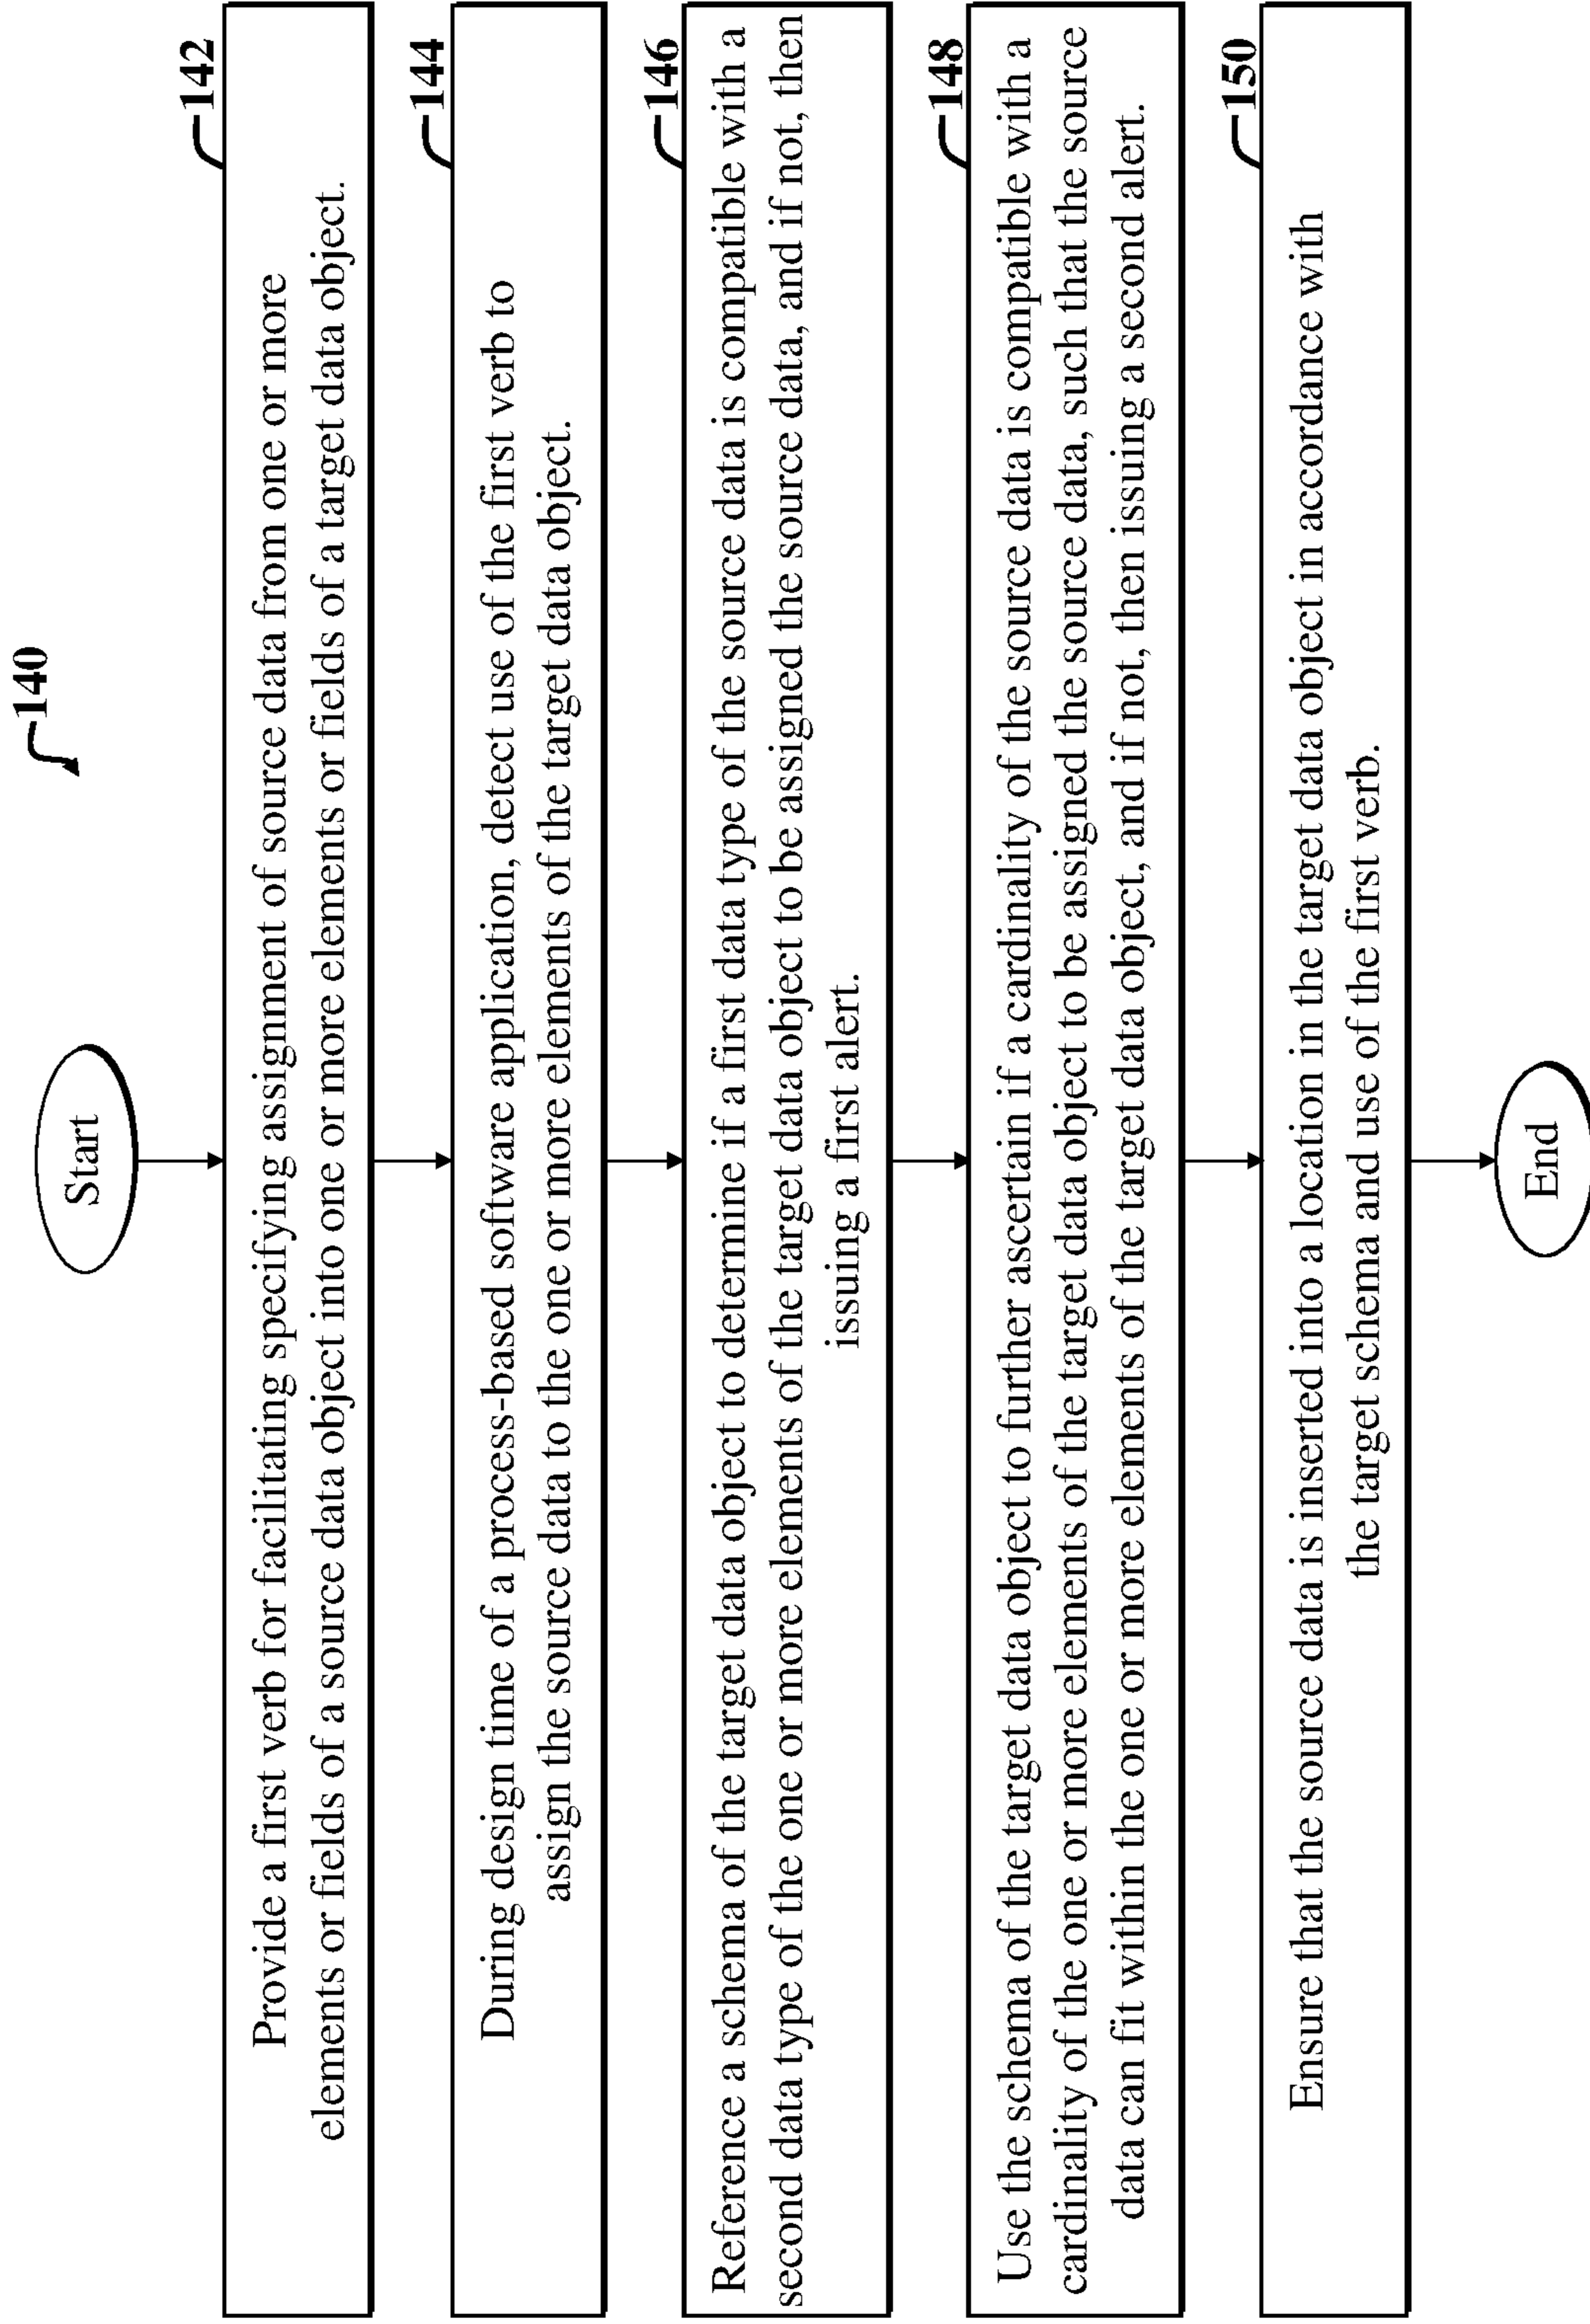 140
Start
142
Provide a first verb for facilitating specifying assignment of source data from one or more
elements or fields of a source data object into one or more elements or fields of a target data object.
144
During design time of a process-based software application, detect use of the first verb to
assign the source data to the one or more elements of the target data object.
146
Reference a schema of the target data object to determine if a first data type of the source data is compatible with a
second data type of the one or more elements of the target data object to be assigned the source data, and if not, then
issuing a first alert.
148
Use the schema of the target data object to further ascertain if a cardinality of the source data is compatible with a
cardinality of the one or more elements of the target data object to be assigned the source data, such that the source
data can fit within the one or more elements of the target data object, and if not, then issuing a second alert.
150
Ensure that the source data is inserted into a location in the target data object in accordance with
the target schema and use of the first verb.
End